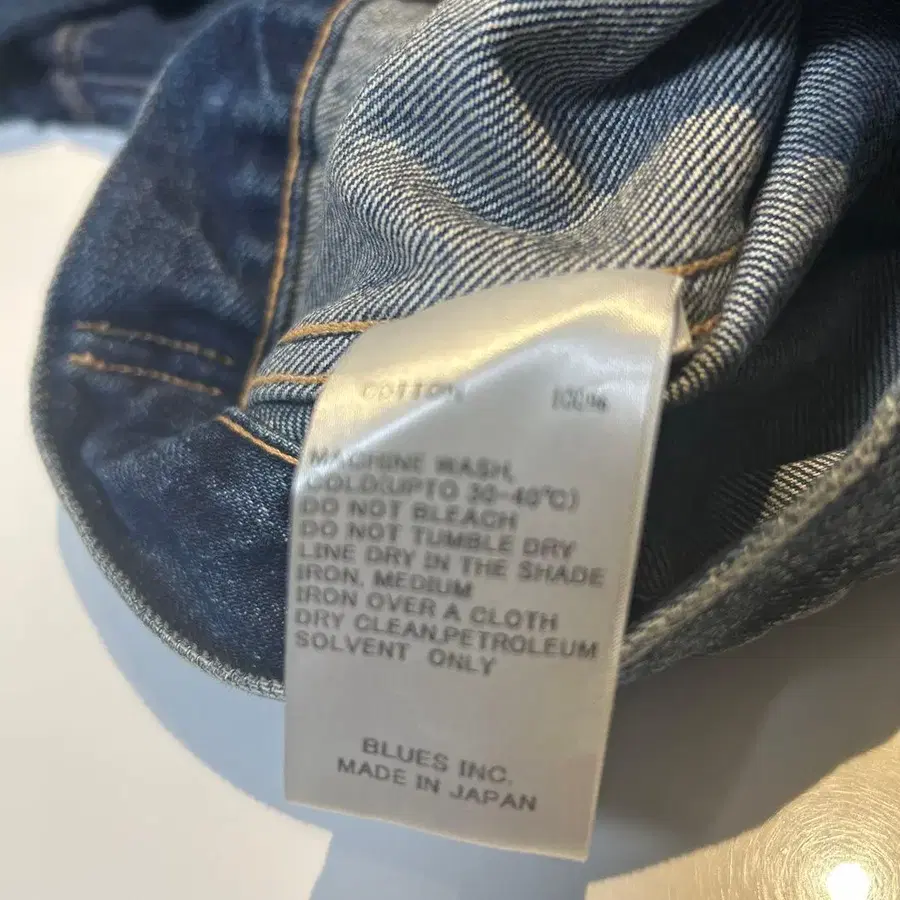 COTTON 100%
MACHINE WASH,
COLD(UPTO 30-40℃)
DO NOT BLEACH
DO NOT TUMBLE DRY
LINE DRY IN THE SHADE
IRON, MEDIUM
IRON OVER A CLOTH
DRY CLEAN,PETROLEUM
SOLVENT ONLY
BLUES INC.
MADE IN JAPAN